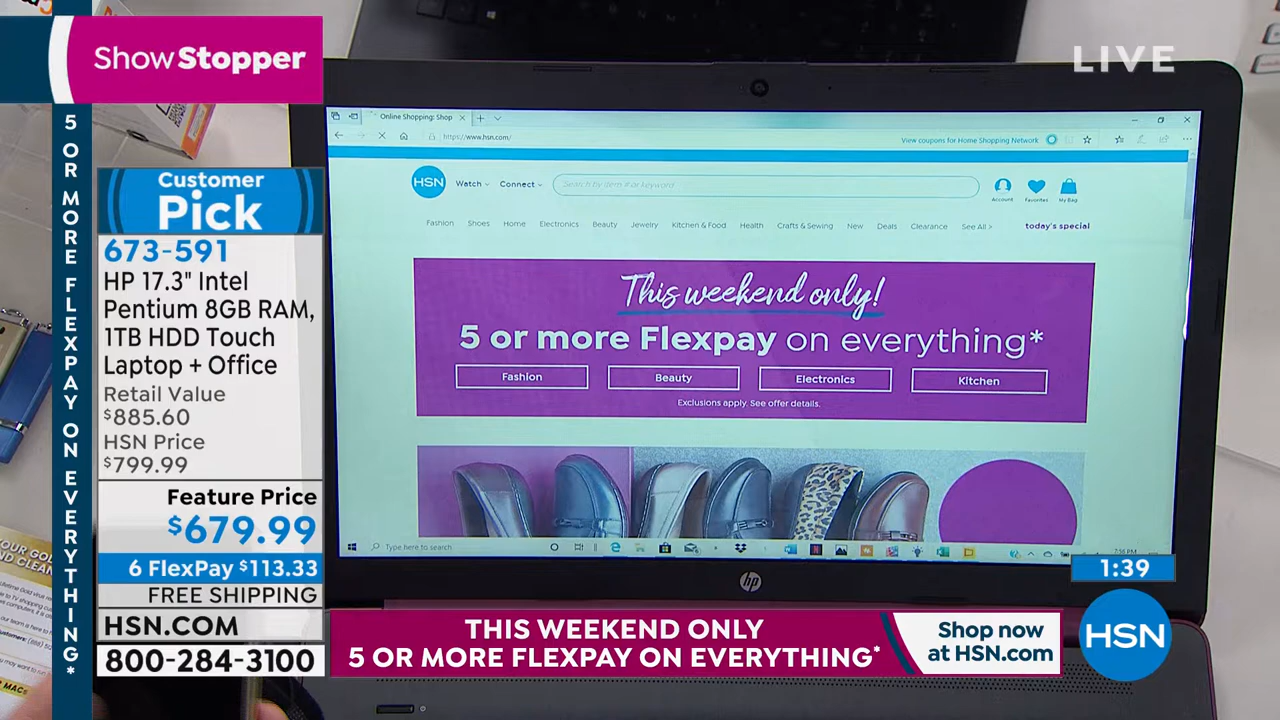 Show Stopper
LIVE
5 OR MORE FLEXPAY ON EVERYTHING*
Customer
Pick
673-591
HP 17.3" Intel
Pentium 8GB RAM,
1TB HDD Touch
Laptop + Office
Retail Value
$885.60
HSN Price
$799.99
Feature Price
$679.99
6 FlexPay $113.33
FREE SHIPPING
HSN.COM
800-284-3100
Online Shopping: Shop
https://www.hsn.com/
View coupons for Home Shopping Network
HSN
Watch
Connect
Search by item # or keyword
Account
Favorites
My Bag
Fashion Shoes Home Electronics Beauty Jewelry Kitchen & Food Health Crafts & Sewing New Deals Clearance See All > today's special
This weekend only!
5 or more Flexpay on everything*
Fashion Beauty Electronics Kitchen
Exclusions apply. See offer details.
Type here to search
7:56 PM
hp
1:39
THIS WEEKEND ONLY
5 OR MORE FLEXPAY ON EVERYTHING*
Shop now
at HSN.com
HSN